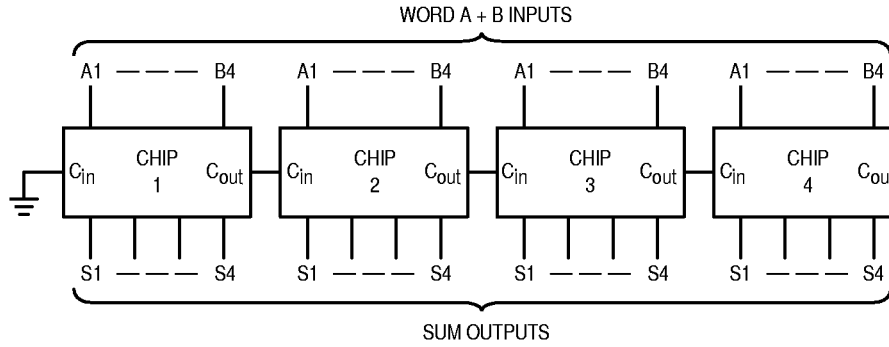 WORD A + B INPUTS
A1 B4 A1 B4 A1 B4 A1 B4
Cin CHIP 1 Cout Cin CHIP 2 Cout Cin CHIP 3 Cout Cin CHIP 4 Cou
S1 S4 S1 S4 S1 S4 S1 S4
SUM OUTPUTS